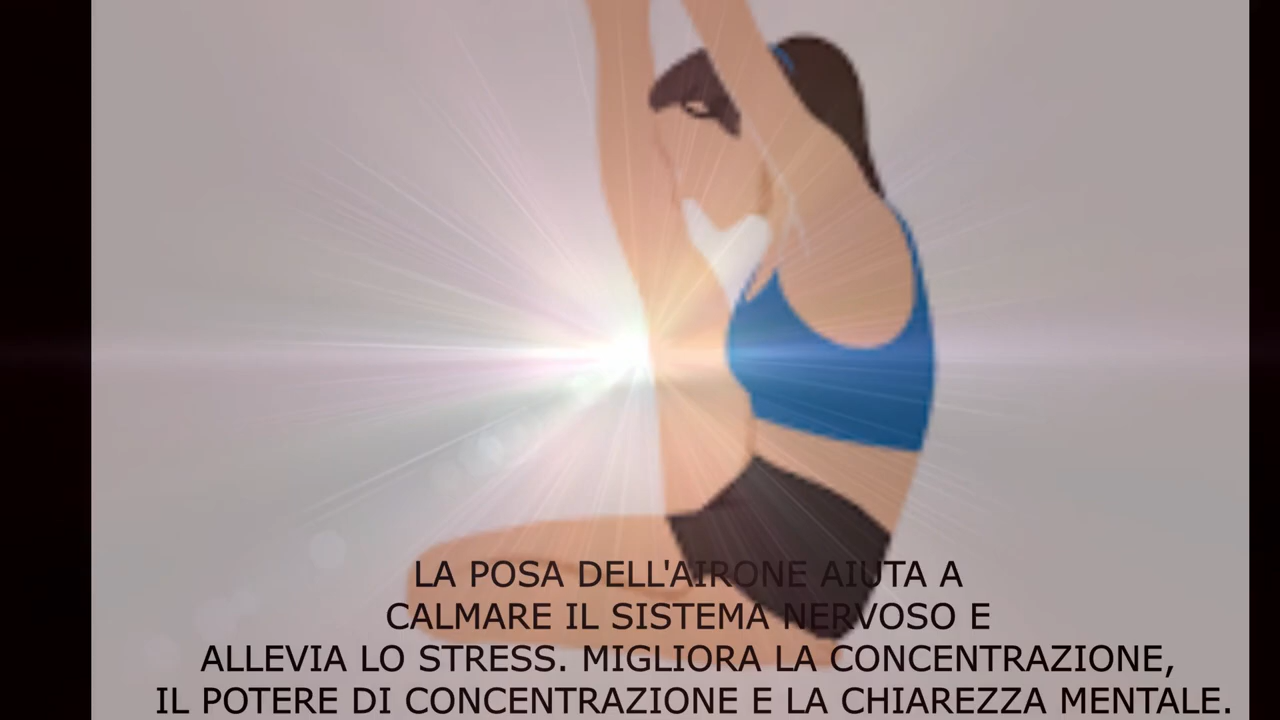 LA POSA DELL'AIRONE AIUTA A
CALMARE IL SISTEMA NERVOSO E
ALLEVIA LO STRESS. MIGLIORA LA CONCENTRAZIONE,
IL POTERE DI CONCENTRAZIONE E LA CHIAREZZA MENTALE.